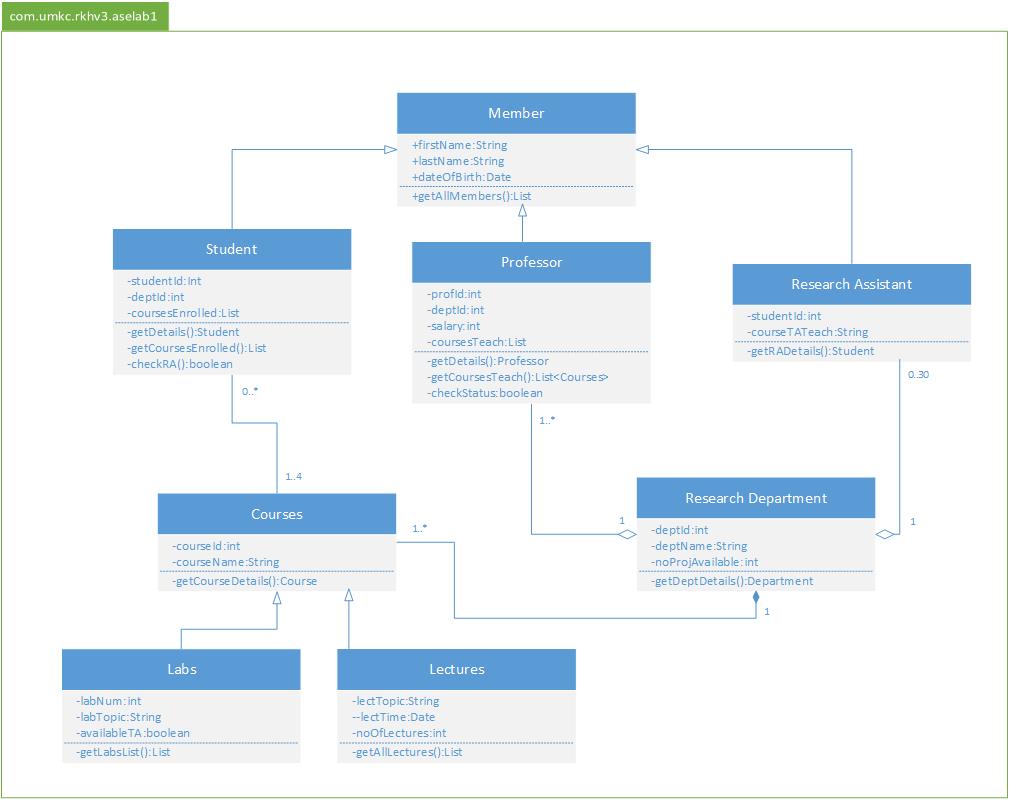 com.umkc.rkhv3.aselab1
Member
+firstName:String
+lastName:String
+dateOfBirth:Date
+getAllMembers():List
Student
-studentId:Int
-deptId:int
-coursesEnrolled:List
-getDetails():Student
-getCoursesEnrolled():List
-checkRA():boolean
Professor
-profId:int
-deptId:int
-salary:int
-coursesTeach:List
-getDetails():Professor
-getCoursesTeach():List<Courses>
-checkStatus:boolean
Research Assistant
-studentId:int
-courseTATeach:String
-getRADetails():Student
0..*
1..4
1..*
0..30
1
1
Courses
-courseId:int
-courseName:String
-getCourseDetails():Course
1..*
Research Department
-deptId:int
-deptName:String
-noProjAvailable:int
-getDeptDetails():Department
1
Labs
-labNum:int
-labTopic:String
-availableTA:boolean
-getLabsList():List
Lectures
-lectTopic:String
--lectTime:Date
-noOfLectures:int
-getAllLectures():List